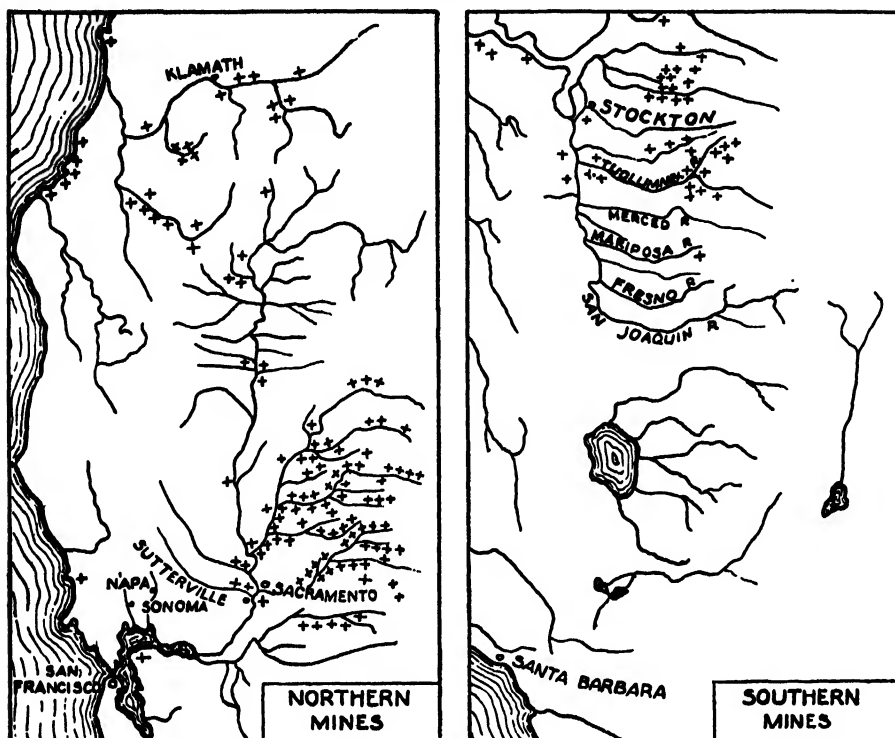 KLAMATH
SUTTERVILLE
NAPA
SONOMA
SACRAMENTO
SAN
FRANCISCO
NORTHERN
MINES
STOCKTON
TUOLUMNE R
MERCED R
MARIPOSA R
FRESNO R
SAN JOAQUIN R
SANTA BARBARA
SOUTHERN
MINES